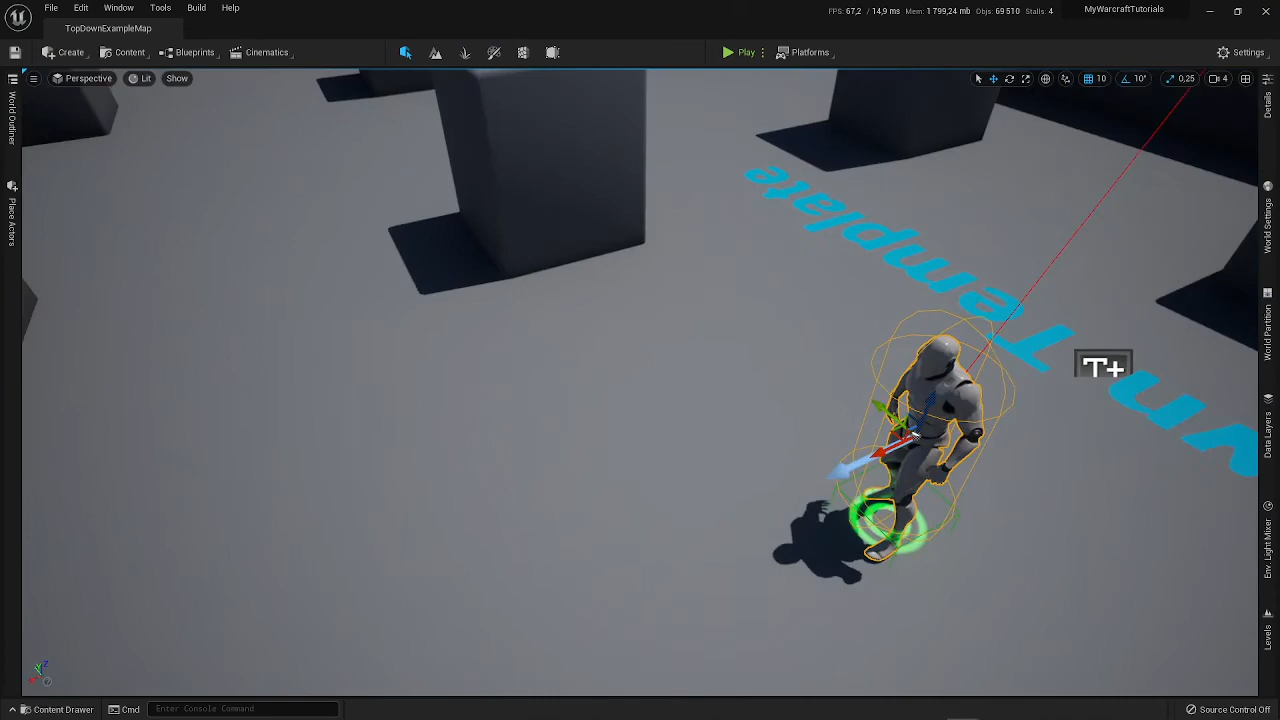 File Edit Window Tools Build Help
FPS: 67,2 / 14,9 ms Mem: 1 799,24 mb Objs: 69 510 Stalls: 4
MyWarcraftTutorials
TopDownExampleMap
Create Content Blueprints Cinematics Play Platforms Settings
Perspective Lit Show
10 10° 0,25 4
World Outliner
Place Actors
Details
World Settings
World Partition
Data Layers
Env. Light Mixer
Levels
Template
T+
Content Drawer Cmd Enter Console Command Source Control Off